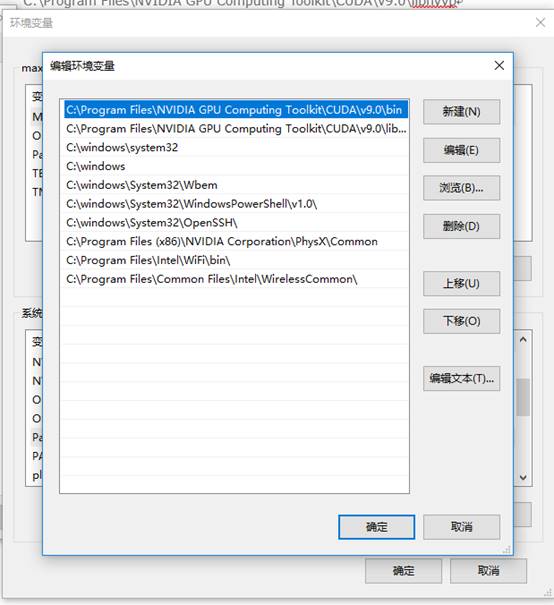 C:\Program Files\NVIDIA GPU Computing Toolkit\CUDA\v9.0\libnvvp
环境变量
编辑环境变量
C:\Program Files\NVIDIA GPU Computing Toolkit\CUDA\v9.0\bin
C:\Program Files\NVIDIA GPU Computing Toolkit\CUDA\v9.0\lib...
C:\windows\system32
C:\windows
C:\windows\System32\Wbem
C:\windows\System32\WindowsPowerShell\v1.0\
C:\windows\System32\OpenSSH\
C:\Program Files (x86)\NVIDIA Corporation\PhysX\Common
C:\Program Files\Intel\WiFi\bin\
C:\Program Files\Common Files\Intel\WirelessCommon\
新建(N)
编辑(E)
浏览(B)...
删除(D)
上移(U)
下移(O)
编辑文本(T)...
确定
取消
max
变
M
O
Pa
TE
TM
系统
变
N
N
O
O
Pa
PA
pl
确定
取消